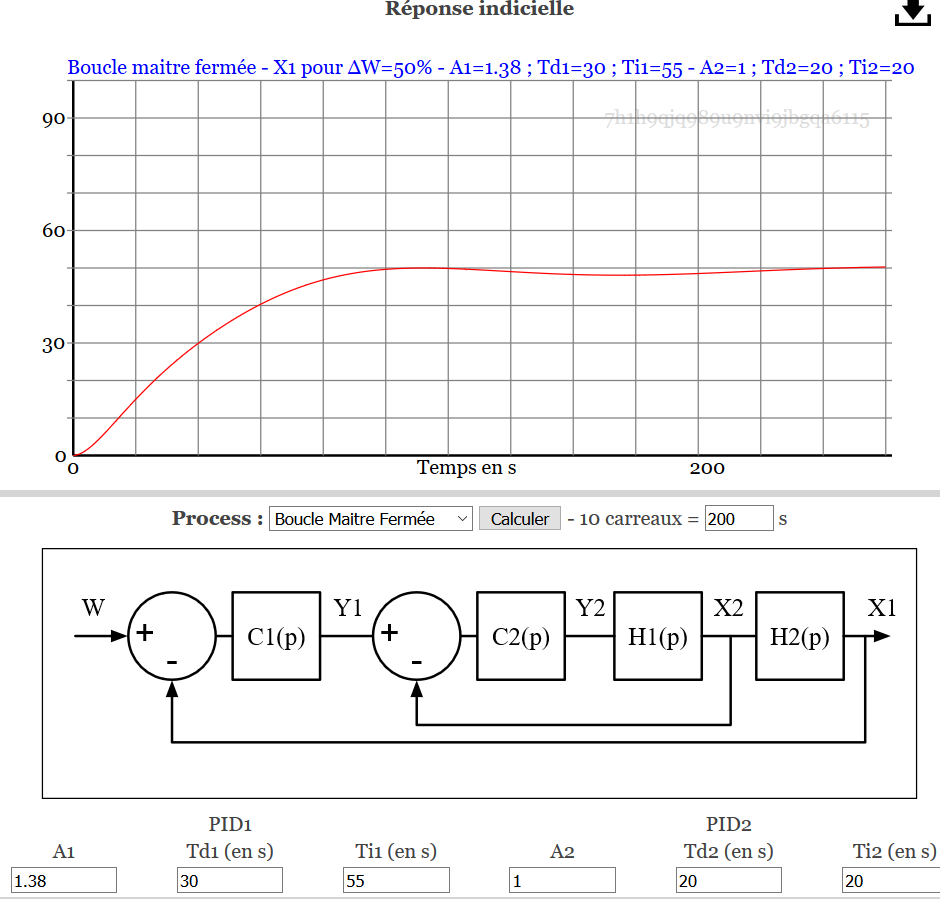 Réponse indicielle
Boucle maitre fermée - X1 pour ΔW=50% - A1=1.38 ; Td1=30 ; Ti1=55 - A2=1 ; Td2=20 ; Ti2=20
7h1h9qjq989u9nvi9jbgqa6115
90
60
30
0
0 Temps en s 200
Process : Boucle Maitre Fermée Calculer - 10 carreaux = 200 s
W Y1 Y2 X2 X1
+ C1(p) + C2(p) H1(p) H2(p)
- -
PID1 PID2
A1 Td1 (en s) Ti1 (en s) A2 Td2 (en s) Ti2 (en s)
1.38 30 55 1 20 20